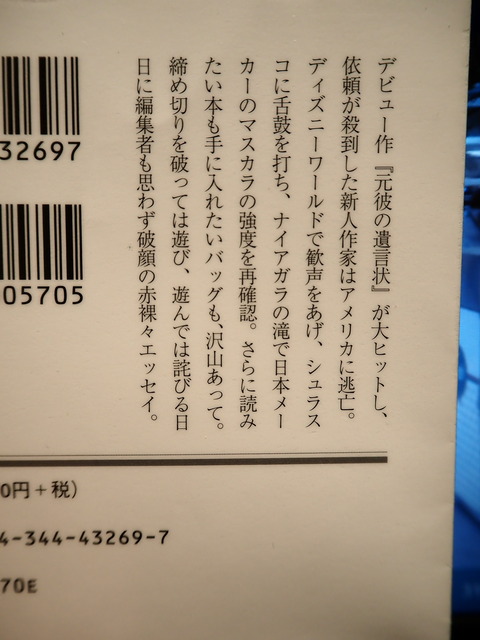 デビュー作『元彼の遺言状』が大ヒットし、
依頼が殺到した新人作家はアメリカに逃亡。
ディズニーワールドで歓声をあげ、シュラス
コに舌鼓を打ち、ナイアガラの滝で日本メー
カーのマスカラの強度を再確認。さらに読み
たい本も手に入れたいバッグも、沢山あって。
締め切りを破っては遊び、遊んでは詫びる日
日に編集者も思わず破顔の赤裸々エッセイ。
32697
05705
0円＋税）
4-344-43269-7
70E